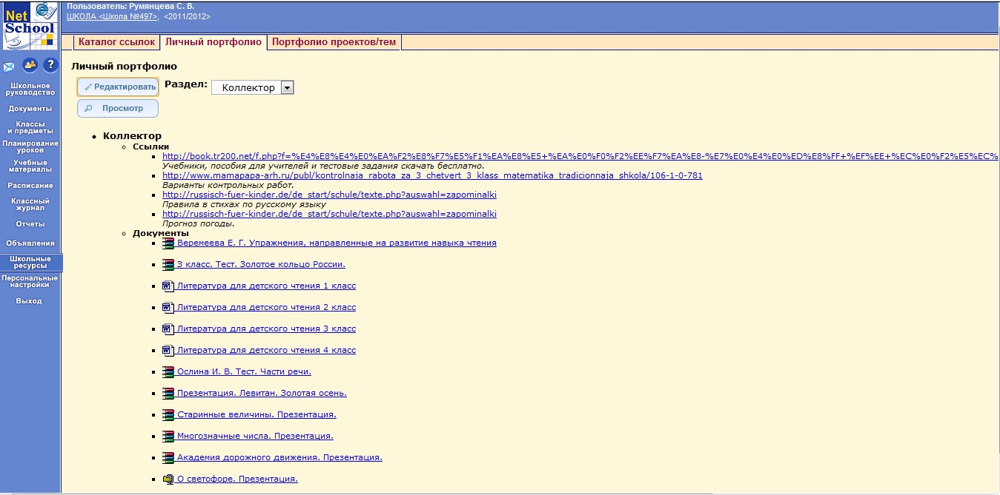 Net
School
Пользователь: Румянцева С. В.
ШКОЛА <Школа №497>, <2011/2012>
Каталог ссылок
Личный портфолио
Портфолио проектов/тем
?
Школьное
руководство
Документы
Классы
и предметы
Планирование
уроков
Учебные
материалы
Расписание
Классный
журнал
Отчеты
Объявления
Школьные
ресурсы
Персональные
настройки
Выход
Личный портфолио
Редактировать
Раздел:
Коллектор
Просмотр
Коллектор
Ссылки
http://book.tr200.net/f.php?f=%E4%E8%E4%E0%EA%F2%E8%F7%E5%F1%EA%E8%E5+%EA%E0%F0%F2%EE%F7%EA%E8-%E7%E0%E4%E0%ED%E8%FF+%EF%EE+%EC%E0%F2%E5%EC%
Учебники, пособия для учителей и тестовые задания скачать бесплатно.
http://www.mamapapa-arh.ru/publ/kontrolnaja_rabota_za_3_chetvert_3_klass_matematika_tradicionnaja_shkola/106-1-0-781
Варианты контрольных работ.
http://russisch-fuer-kinder.de/de_start/schule/texte.php?auswahl=zapominalki
Правила в стихах по русскому языку
http://russisch-fuer-kinder.de/de_start/schule/texte.php?auswahl=zapominalki
Прогноз погоды.
Документы
Веремеева Е. Г. Упражнения, направленные на развитие навыка чтения
3 класс. Тест. Золотое кольцо России.
Литература для детского чтения 1 класс
Литература для детского чтения 2 класс
Литература для детского чтения 3 класс
Литература для детского чтения 4 класс
Ослина И. В. Тест. Части речи.
Презентация. Левитан. Золотая осень.
Старинные величины. Презентация.
Многозначные числа. Презентация.
Академия дорожного движения. Презентация.
О светофоре. Презентация.